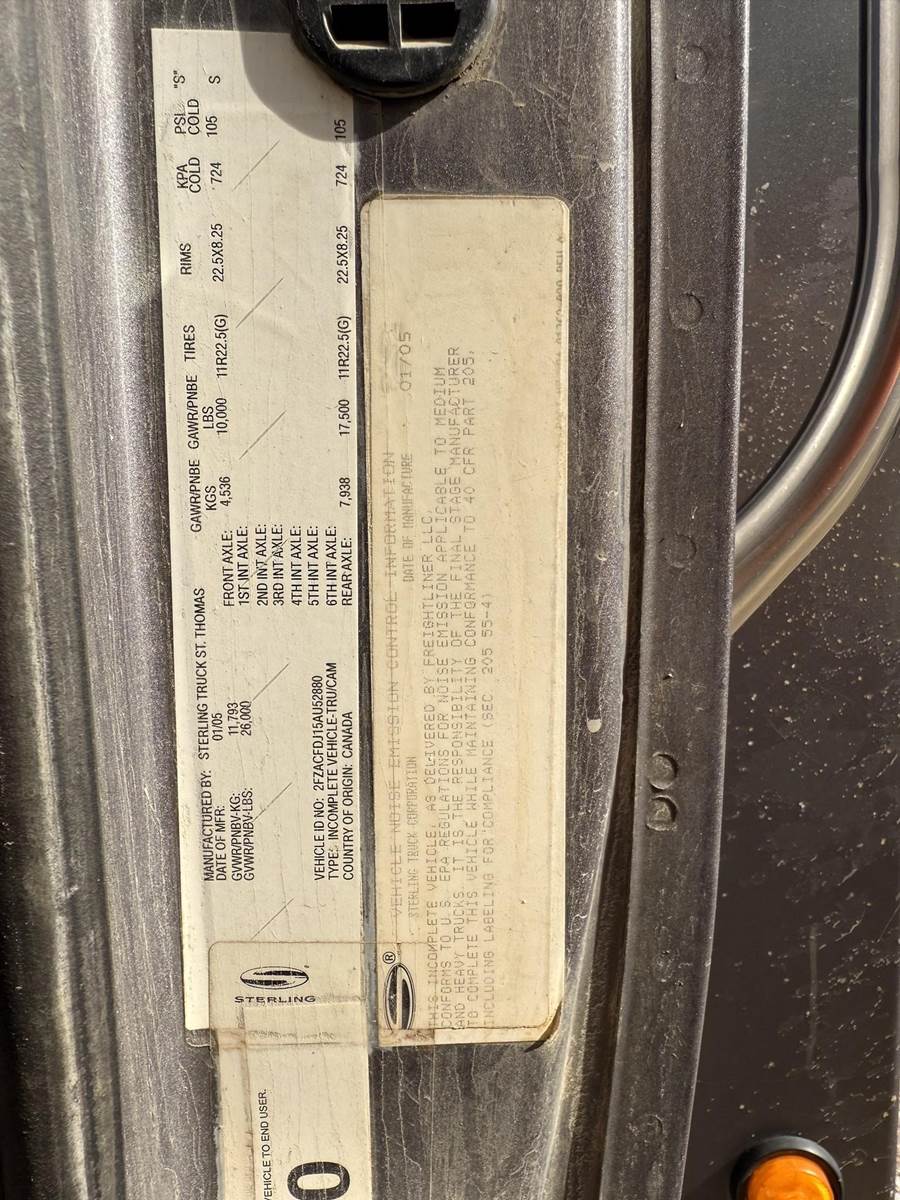 MANUFACTURED BY: STERLING TRUCK ST. THOMAS
DATE OF MFR: 01/05
GVWR/PNBV-KG: 11,793
GVWR/PNBV-LBS: 26,000
VEHICLE ID NO: 2FZACFDJ15AU52880
TYPE: INCOMPLETE VEHICLE-TRU/CAM
COUNTRY OF ORIGIN: CANADA
GAWR/PNBE KGS GAWR/PNBE LBS TIRES RIMS KPA COLD PSI. COLD "S"
FRONT AXLE: 4,536 10,000 11R22.5(G) 22.5X8.25 724 105 S
1ST INT AXLE:
2ND INT AXLE:
3RD INT AXLE:
4TH INT AXLE:
5TH INT AXLE:
6TH INT AXLE:
REAR AXLE: 7,938 17,500 11R22.5(G) 22.5X8.25 724 105
STERLING
VEHICLE NOISE EMISSION CONTROL INFORMATION
STERLING TRUCK CORPORATION DATE OF MANUFACTURE 01/05
THIS INCOMPLETE VEHICLE, AS DELIVERED BY FREIGHTLINER LLC,
CONFORMS TO U.S. EPA REGULATIONS FOR NOISE EMISSION APPLICABLE TO MEDIUM
AND HEAVY TRUCKS. IT IS THE RESPONSIBILITY OF THE FINAL STAGE MANUFACTURER
TO COMPLETE THIS VEHICLE WHILE MAINTAINING CONFORMANCE TO 40 CFR PART 205,
INCLUDING LABELING FOR COMPLIANCE (SEC. 205 55-4)
®
VEHICLE TO END USER.
0